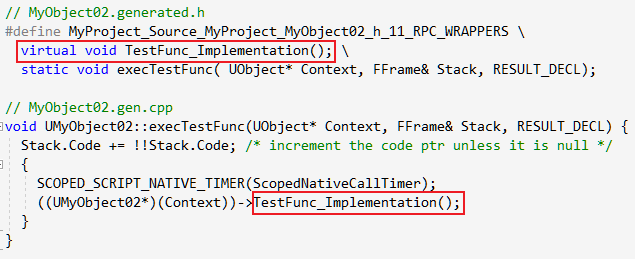 // MyObject02.generated.h
#define MyProject_Source_MyProject_MyObject02_h_11_RPC_WRAPPERS \
virtual void TestFunc_Implementation(); \
static void execTestFunc( UObject* Context, FFrame& Stack, RESULT_DECL);
// MyObject02.gen.cpp
void UMyObject02::execTestFunc(UObject* Context, FFrame& Stack, RESULT_DECL) {
Stack.Code += !!Stack.Code; /* increment the code ptr unless it is null */
{
SCOPED_SCRIPT_NATIVE_TIMER(ScopedNativeCallTimer);
((UMyObject02*)(Context))->TestFunc_Implementation();
}
}